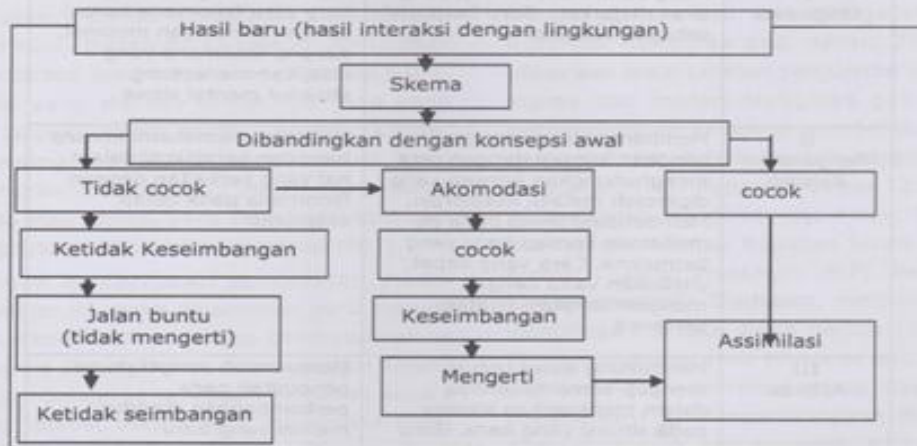 Hasil baru (hasil interaksi dengan lingkungan)
Skema
Dibandingkan dengan konsepsi awal
Tidak cocok
Akomodasi
cocok
Ketidak Keseimbangan
cocok
Jalan buntu
(tidak mengerti)
Keseimbangan
Assimilasi
Mengerti
Ketidak seimbangan